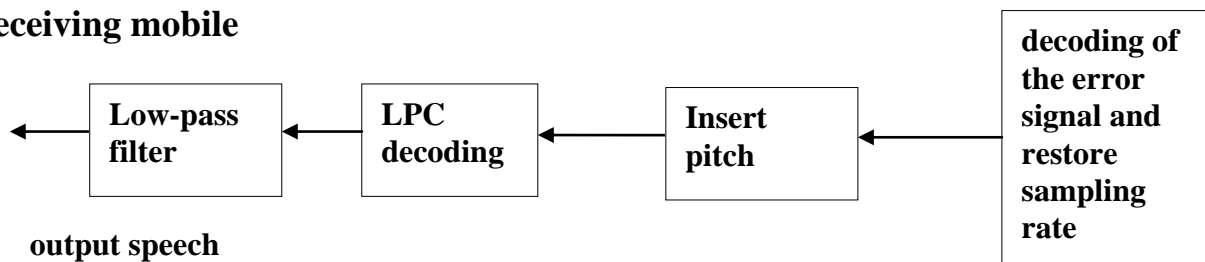 eceiving mobile
Low-pass
filter
LPC
decoding
Insert
pitch
decoding of
the error
signal and
restore
sampling
rate
output speech